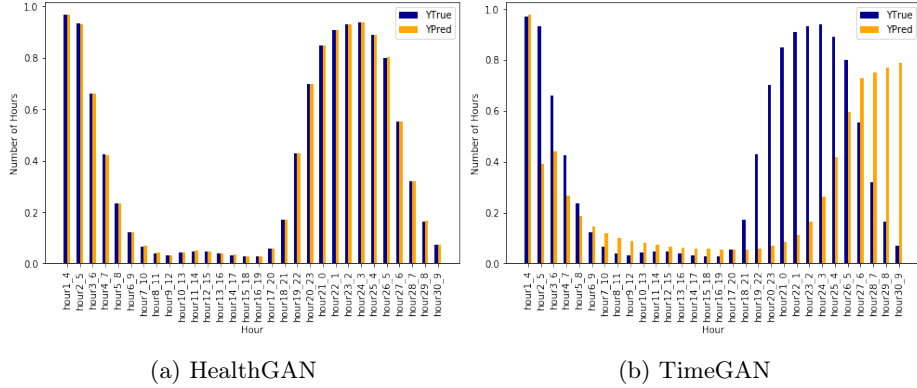 YTrue
YPred
1.0
0.8
0.6
0.4
0.2
0.0
Number of Hours
hour1_4
hour2_5
hour3_6
hour4_7
hour5_8
hour6_9
hour7_10
hour8_11
hour9_12
hour10_13
hour11_14
hour12_15
hour13_16
hour14_17
hour15_18
hour16_19
hour17_20
hour18_21
hour19_22
hour20_23
hour21_0
hour22_1
hour23_2
hour24_3
hour25_4
hour26_5
hour27_6
hour28_7
hour29_8
hour30_9
Hour
(a) HealthGAN
YTrue
YPred
1.0
0.8
0.6
0.4
0.2
0.0
Number of Hours
hour1_4
hour2_5
hour3_6
hour4_7
hour5_8
hour6_9
hour7_10
hour8_11
hour9_12
hour10_13
hour11_14
hour12_15
hour13_16
hour14_17
hour15_18
hour16_19
hour17_20
hour18_21
hour19_22
hour20_23
hour21_0
hour22_1
hour23_2
hour24_3
hour25_4
hour26_5
hour27_6
hour28_7
hour29_8
hour30_9
Hour
(b) TimeGAN